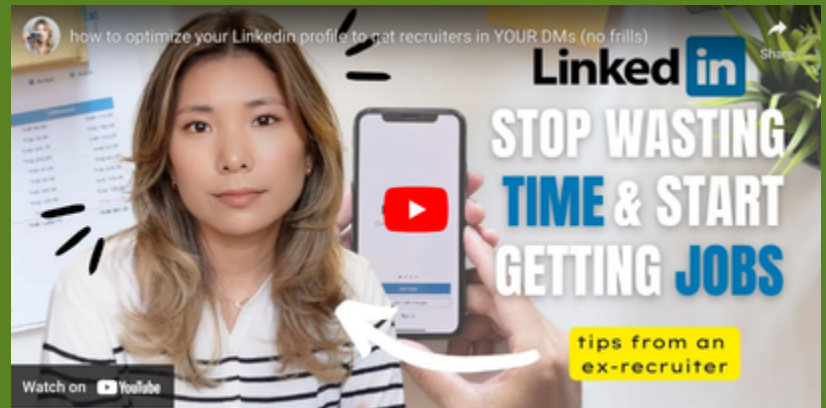 how to optimize your Linkedin profile to get recruiters in YOUR DMs (no frills)
Share
Linked in
STOP WASTING
TIME & START
GETTING JOBS
tips from an
ex-recruiter
Watch on YouTube